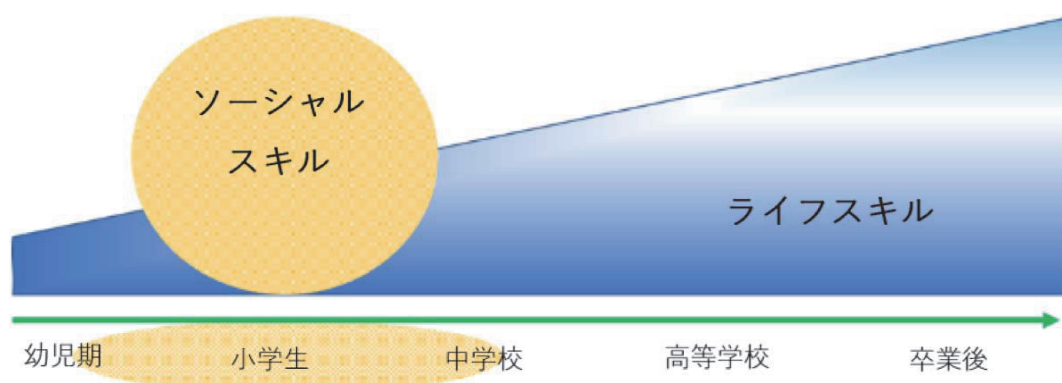 ソーシャル
スキル
ライフスキル
幼児期 小学生 中学校 高等学校 卒業後